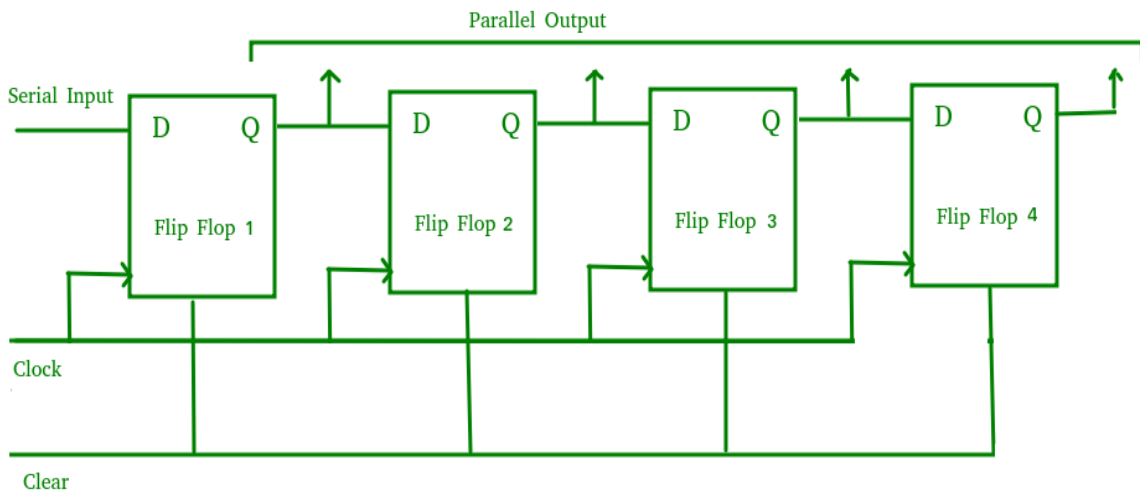 Parallel Output
Serial Input
D Q
Flip Flop 1
D Q
Flip Flop 2
D Q
Flip Flop 3
D Q
Flip Flop 4
Clock
Clear